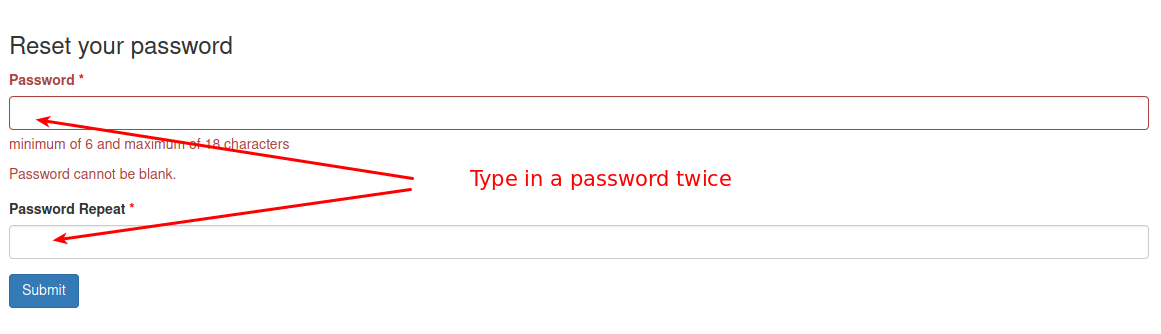 Reset your password
Password *
minimum of 6 and maximum of 18 characters
Password cannot be blank.
Type in a password twice
Password Repeat *
Submit